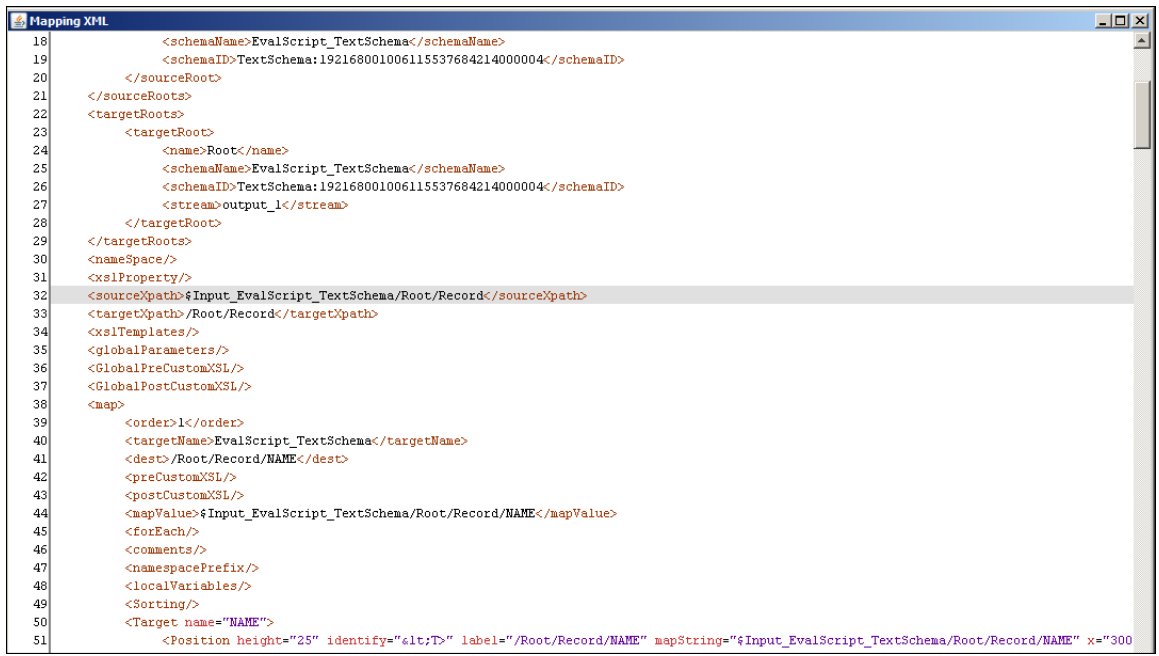 Mapping XML
18 <schemaName>EvalScript_TextSchema</schemaName>
19 <schemaID>TextSchema:1921680010061155376842140000​04</schemaID>
20 </sourceRoot>
21 </sourceRoots>
22 <targetRoots>
23 <targetRoot>
24 <name>Root</name>
25 <schemaName>EvalScript_TextSchema</schemaName>
26 <schemaID>TextSchema:192168001006115537684214000004</schemaID>
27 <stream>output_1</stream>
28 </targetRoot>
29 </targetRoots>
30 <nameSpace/>
31 <xslProperty/>
32 <sourceXpath>$Input_EvalScript_TextSchema/Root/Record</sourceXpath>
33 <targetXpath>/Root/Record</targetXpath>
34 <xslTemplates/>
35 <globalParameters/>
36 <GlobalPreCustomXSL/>
37 <GlobalPostCustomXSL/>
38 <map>
39 <order>1</order>
40 <targetName>EvalScript_TextSchema</targetName>
41 <dest>/Root/Record/NAME</dest>
42 <preCustomXSL/>
43 <postCustomXSL/>
44 <mapValue>$Input_EvalScript_TextSchema/Root/Record/NAME</mapValue>
45 <forEach/>
46 <comments/>
47 <namespacePrefix/>
48 <localVariables/>
49 <Sorting/>
50 <Target name="NAME">
51 <Position height="25" identify="&lt;T>" label="/Root/Record/NAME" mapString="$Input_EvalScript_TextSchema/Root/Record/NAME" x="300